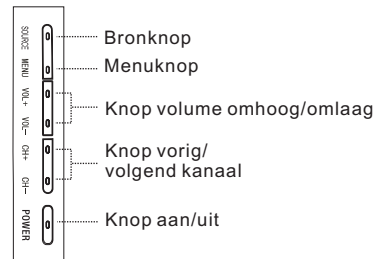 SOURCE
Bronknop
MENU
Menuknop
VOL+
VOL-
Knop volume omhoog/omlaag
CH+
CH-
Knop vorig/
volgend kanaal
POWER
Knop aan/uit